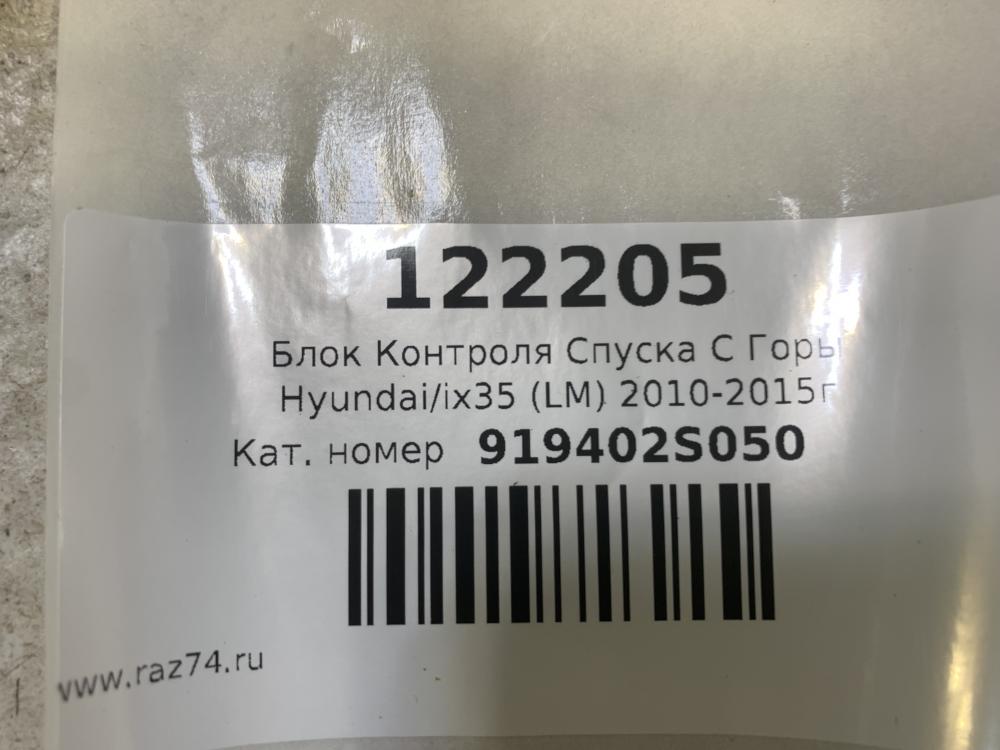 122205
Блок Контроля Спуска С Горы
Hyundai/ix35 (LM) 2010-2015г
Кат. номер 919402S050
www.raz74.ru